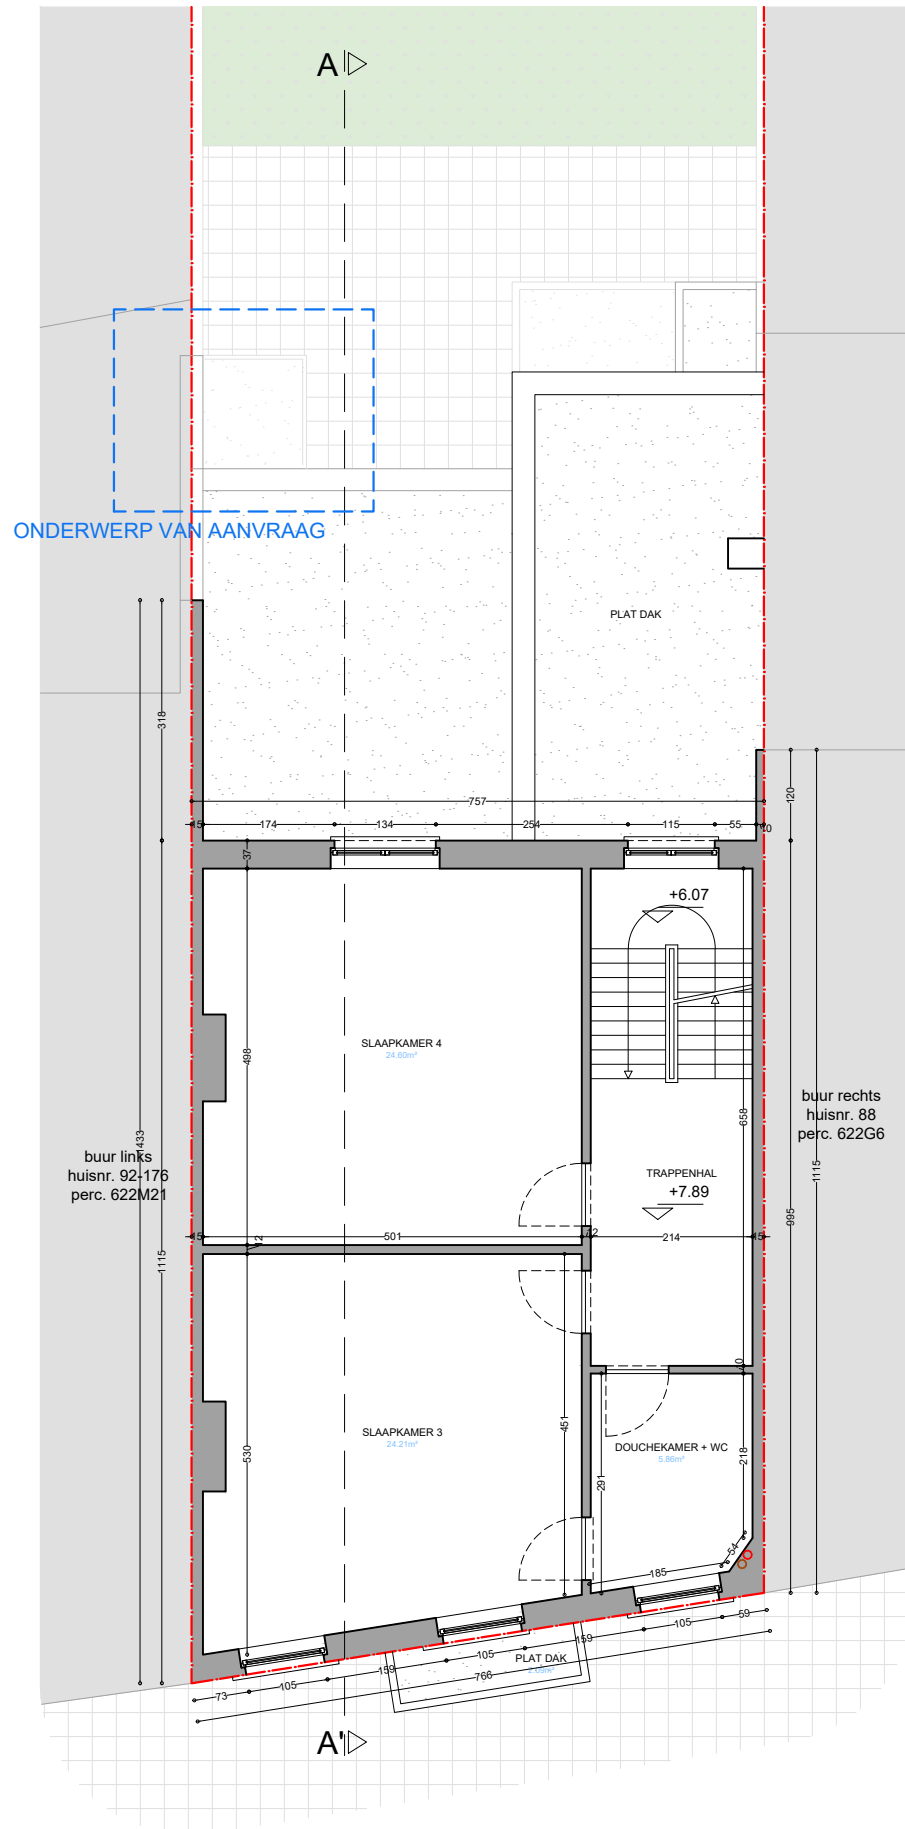 A
ONDERWERP VAN AANVRAAG
PLAT DAK
318
120
757
15
174
134
254
115
55
10
37
+6.07
SLAAPKAMER 4
24.60m²
498
658
buur rechts
huisnr. 88
perc. 622G6
1433
buur links
huisnr. 92-176
perc. 622M21
TRAPPENHAL
+7.89
1115
995
15
501
12
214
15
12
1115
10
SLAAPKAMER 3
24.21m²
451
530
DOUCHEKAMER + WC
5.86m²
218
291
54
185
59
105
159
105
PLAT DAK
766
159
105
73
A'